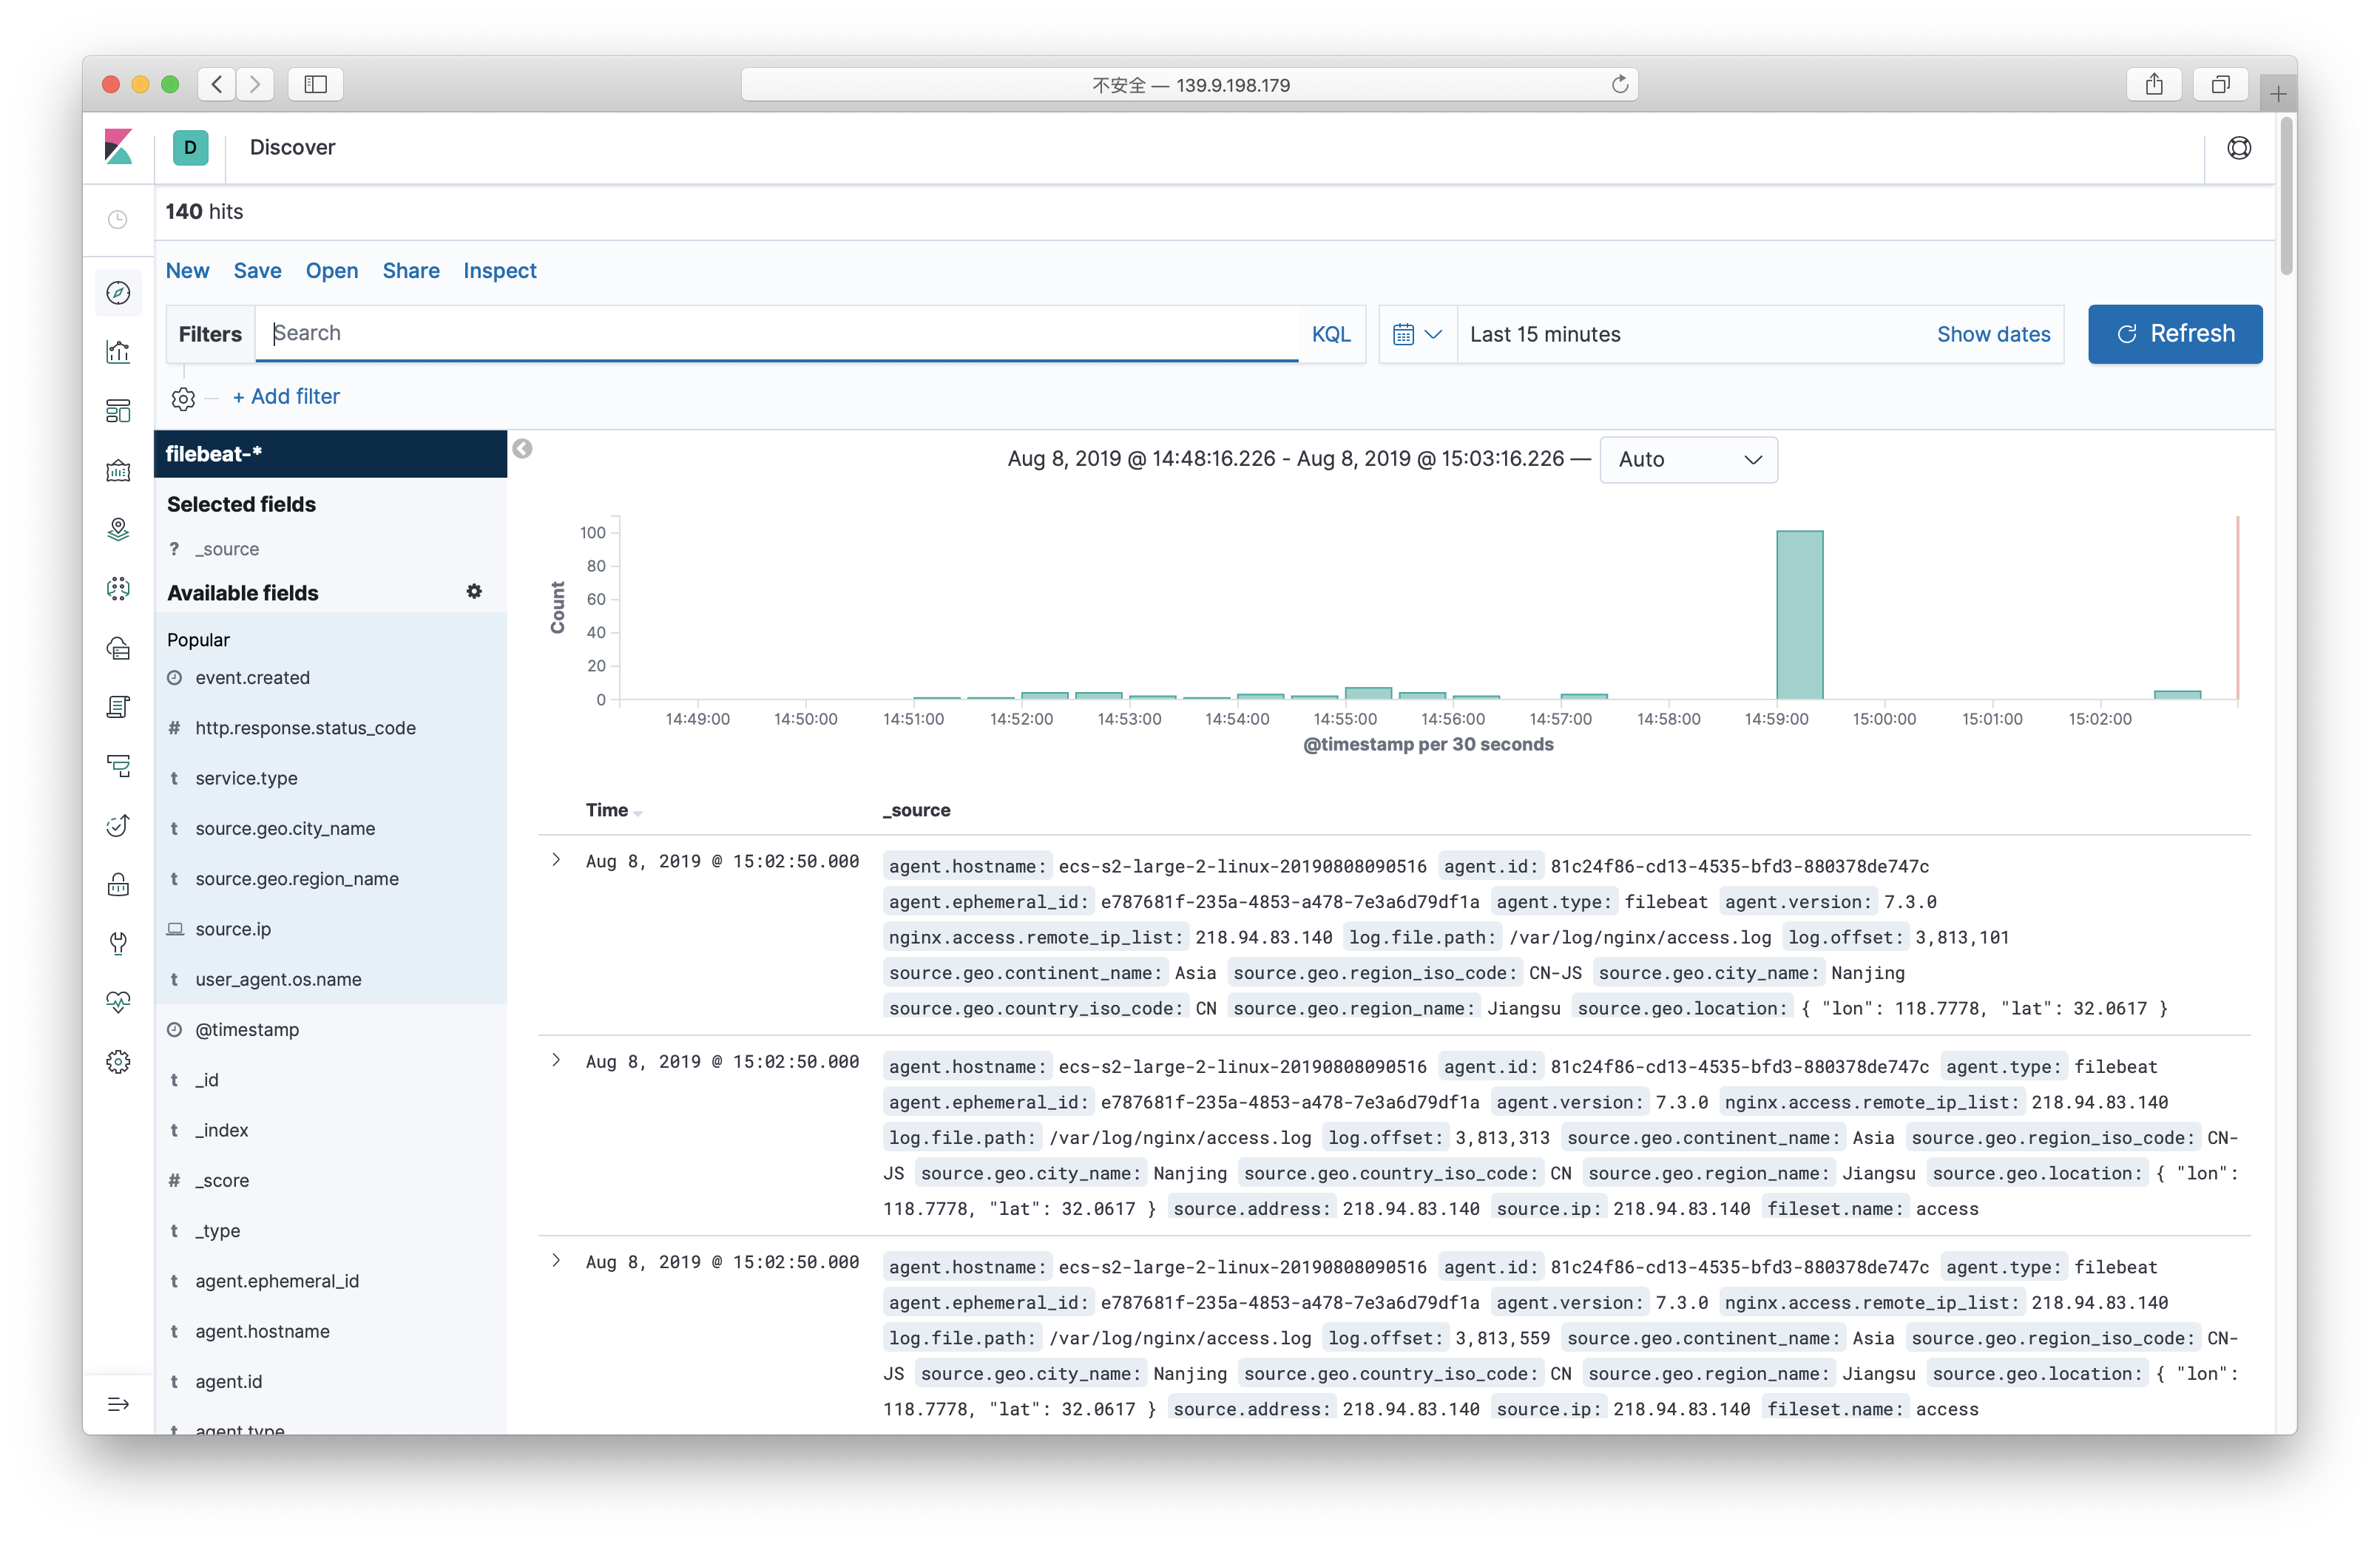 不安全 — 139.9.198.179
D Discover
140 hits
New Save Open Share Inspect
Filters Search KQL Last 15 minutes Show dates Refresh
+ Add filter
filebeat-*
Selected fields
? _source
Available fields
Popular
event.created
# http.response.status_code
t service.type
t source.geo.city_name
t source.geo.region_name
source.ip
t user_agent.os.name
@timestamp
t _id
t _index
# _score
t _type
t agent.ephemeral_id
t agent.hostname
t agent.id
t agent.type
Aug 8, 2019 @ 14:48:16.226 - Aug 8, 2019 @ 15:03:16.226 — Auto
Count
100
80
60
40
20
0
14:49:00 14:50:00 14:51:00 14:52:00 14:53:00 14:54:00 14:55:00 14:56:00 14:57:00 14:58:00 14:59:00 15:00:00 15:01:00 15:02:00
@timestamp per 30 seconds
Time _source
Aug 8, 2019 @ 15:02:50.000 agent.hostname: ecs-s2-large-2-linux-20190808090516 agent.id: 81c24f86-cd13-4535-bfd3-880378de747c
agent.ephemeral_id: e787681f-235a-4853-a478-7e3a6d79df1a agent.type: filebeat agent.version: 7.3.0
nginx.access.remote_ip_list: 218.94.83.140 log.file.path: /var/log/nginx/access.log log.offset: 3,813,101
source.geo.continent_name: Asia source.geo.region_iso_code: CN-JS source.geo.city_name: Nanjing
source.geo.country_iso_code: CN source.geo.region_name: Jiangsu source.geo.location: { "lon": 118.7778, "lat": 32.0617 }
Aug 8, 2019 @ 15:02:50.000 agent.hostname: ecs-s2-large-2-linux-20190808090516 agent.id: 81c24f86-cd13-4535-bfd3-880378de747c agent.type: filebeat
agent.ephemeral_id: e787681f-235a-4853-a478-7e3a6d79df1a agent.version: 7.3.0 nginx.access.remote_ip_list: 218.94.83.140
log.file.path: /var/log/nginx/access.log log.offset: 3,813,313 source.geo.continent_name: Asia source.geo.region_iso_code: CN-
JS source.geo.city_name: Nanjing source.geo.country_iso_code: CN source.geo.region_name: Jiangsu source.geo.location: { "lon":
118.7778, "lat": 32.0617 } source.address: 218.94.83.140 source.ip: 218.94.83.140 fileset.name: access
Aug 8, 2019 @ 15:02:50.000 agent.hostname: ecs-s2-large-2-linux-20190808090516 agent.id: 81c24f86-cd13-4535-bfd3-880378de747c agent.type: filebeat
agent.ephemeral_id: e787681f-235a-4853-a478-7e3a6d79df1a agent.version: 7.3.0 nginx.access.remote_ip_list: 218.94.83.140
log.file.path: /var/log/nginx/access.log log.offset: 3,813,559 source.geo.continent_name: Asia source.geo.region_iso_code: CN-
JS source.geo.city_name: Nanjing source.geo.country_iso_code: CN source.geo.region_name: Jiangsu source.geo.location: { "lon":
118.7778, "lat": 32.0617 } source.address: 218.94.83.140 source.ip: 218.94.83.140 fileset.name: access